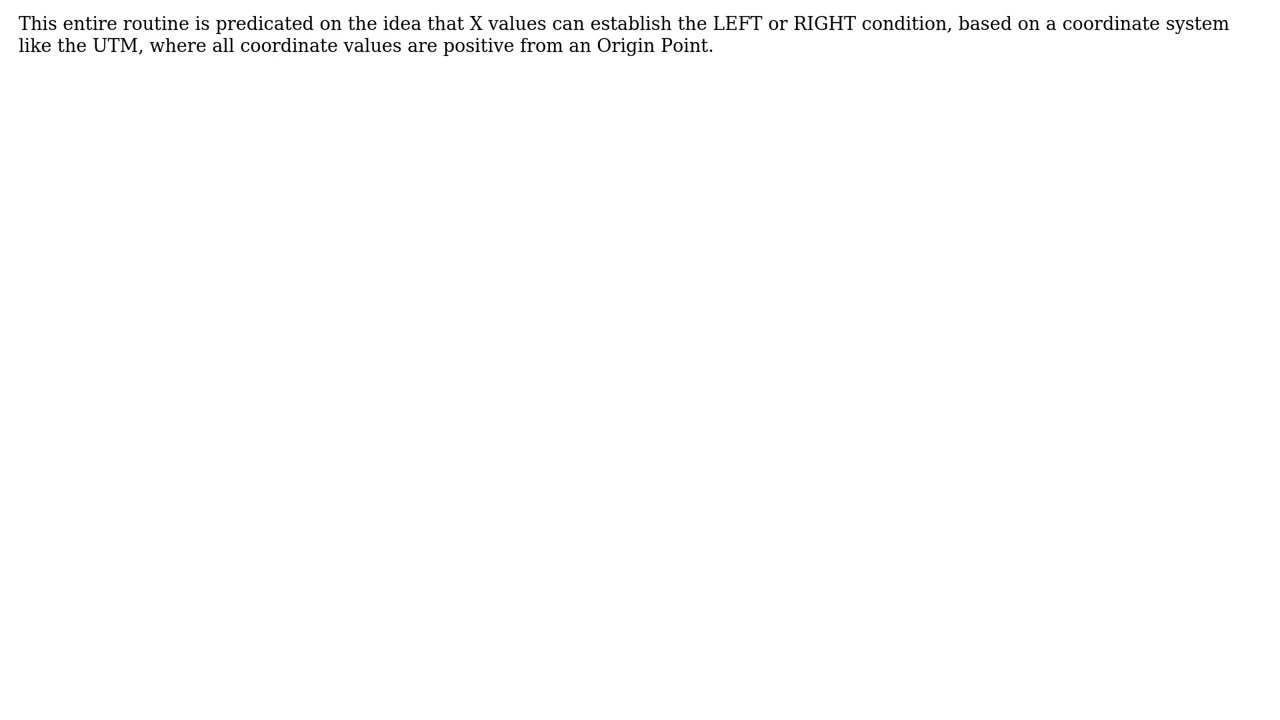 This entire routine is predicated on the idea that X values can establish the LEFT or RIGHT condition, based on a coordinate system
like the UTM, where all coordinate values are positive from an Origin Point.